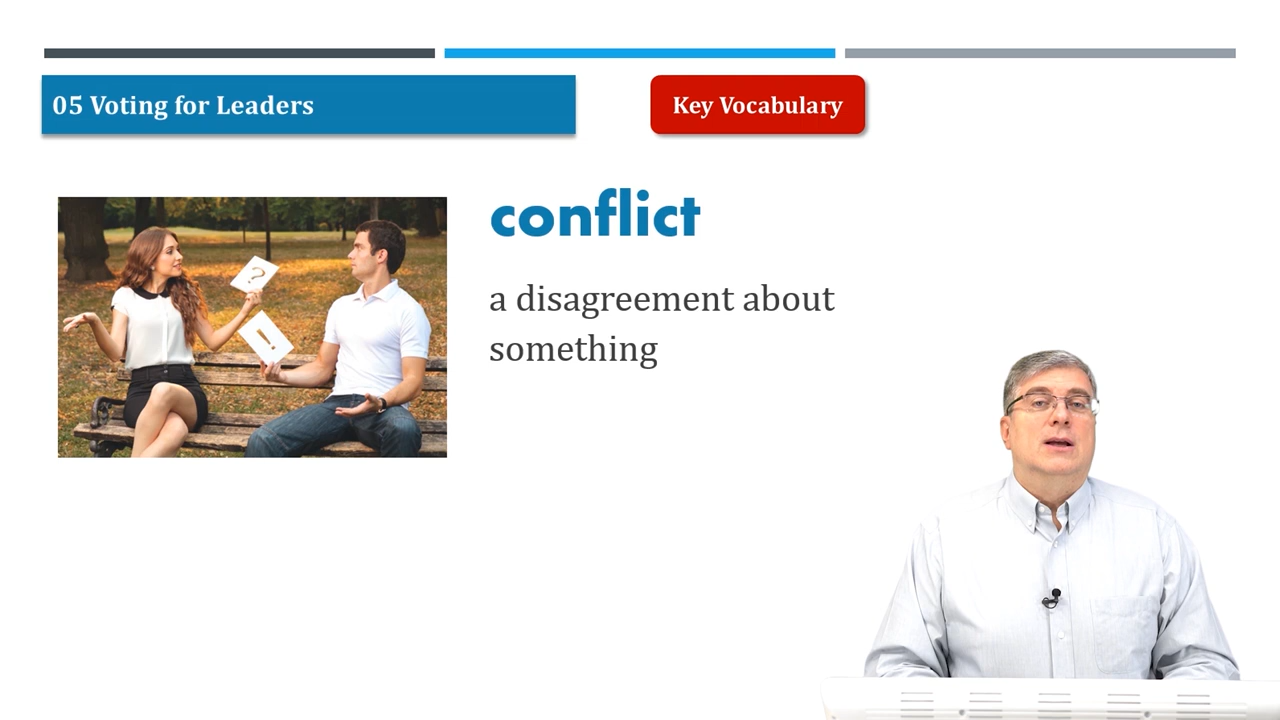 05 Voting for Leaders
Key Vocabulary
conflict
a disagreement about
something
?
!